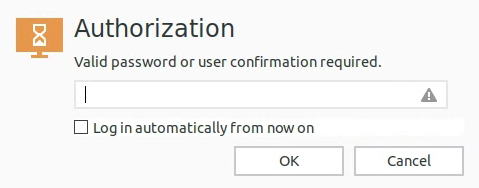 Authorization
Valid password or user confirmation required.
Log in automatically from now on
OK
Cancel